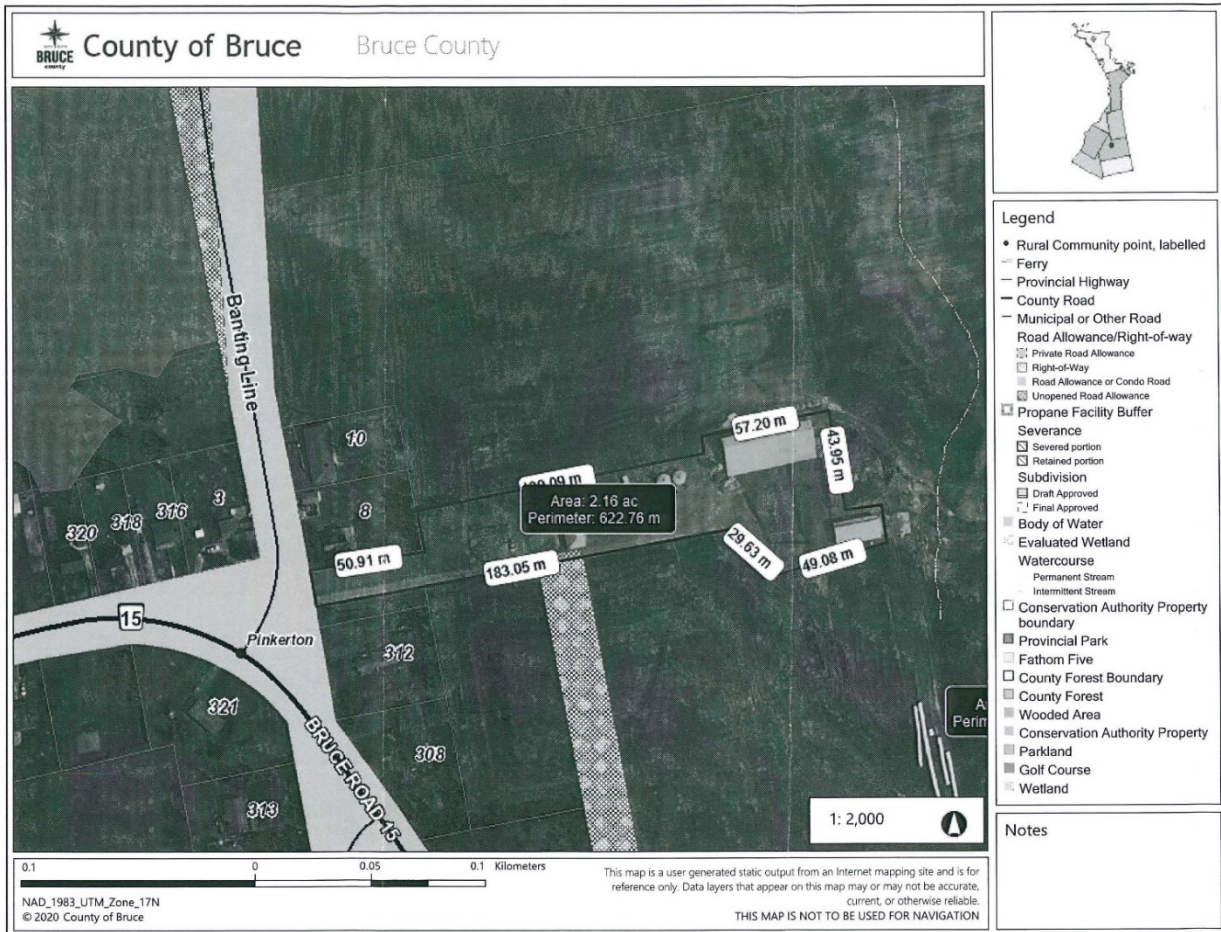 BRUCE
county
County of Bruce
Bruce County
Banting Line
10
8
3
316
318
320
57.20 m
43.95 m
Area: 2.16 ac
Perimeter: 622.76 m
50.91 m
183.05 m
29.63 m
49.08 m
15
Pinkerton
312
321
308
313
BRUCE ROAD 15
Perim
1: 2,000
Legend
Rural Community point, labelled
Ferry
Provincial Highway
County Road
Municipal or Other Road
Road Allowance/Right-of-way
Private Road Allowance
Right-of-Way
Road Allowance or Condo Road
Unopened Road Allowance
Propane Facility Buffer
Severance
Severed portion
Retained portion
Subdivision
Draft Approved
Final Approved
Body of Water
Evaluated Wetland
Watercourse
Permanent Stream
Intermittent Stream
Conservation Authority Property
boundary
Provincial Park
Fathom Five
County Forest Boundary
County Forest
Wooded Area
Conservation Authority Property
Parkland
Golf Course
Wetland
Notes
0.1 0 0.05 0.1 Kilometers
NAD_1983_UTM_Zone_17N
© 2020 County of Bruce
This map is a user generated static output from an Internet mapping site and is for
reference only. Data layers that appear on this map may or may not be accurate,
current, or otherwise reliable.
THIS MAP IS NOT TO BE USED FOR NAVIGATION